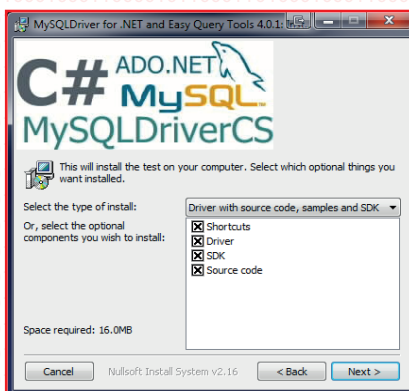 MySQLDriver for .NET and Easy Query Tools 4.0.1:
C# ADO.NET
MySQL
MySQLDriverCS
This will install the test on your computer. Select which optional things you
want installed.
Select the type of install:
Driver with source code, samples and SDK
Or, select the optional
components you wish to install:
Shortcuts
Driver
SDK
Source code
Space required: 16.0MB
Cancel
Nullsoft Install System v2.16
< Back
Next >